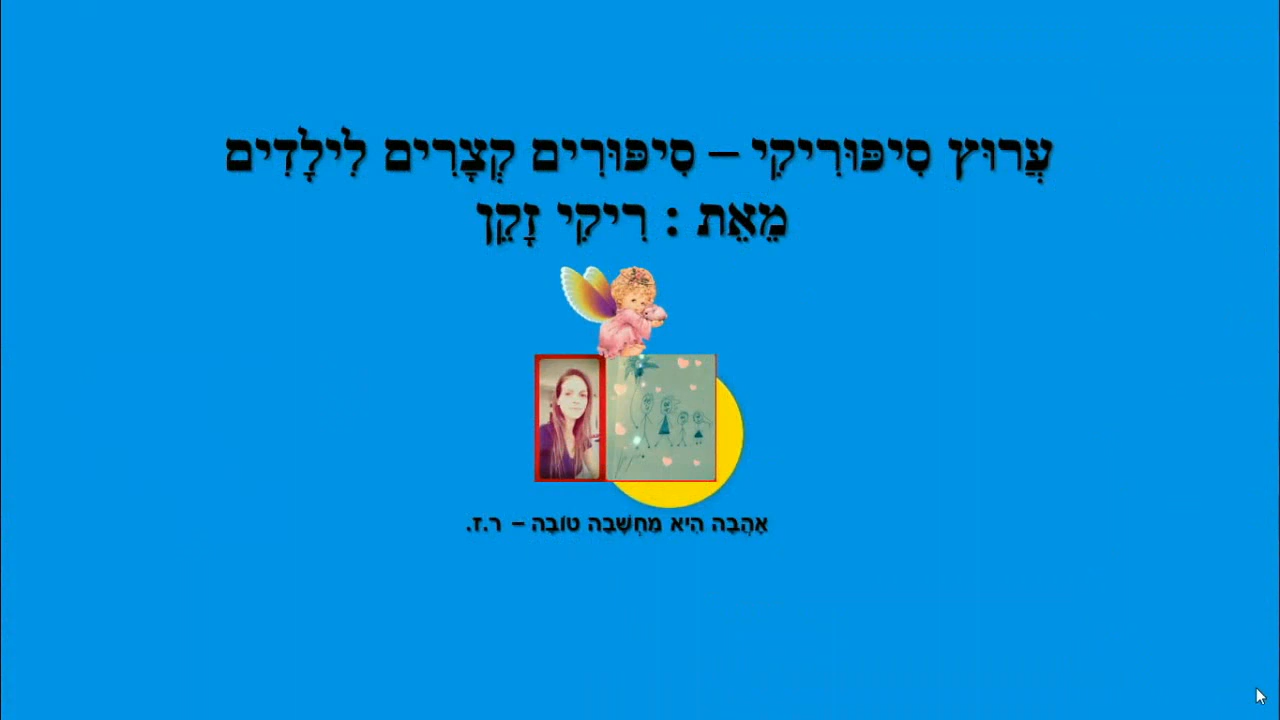 עֲרוּץ סִיפּוּרִיקִי – סִיפּוּרִים קְצָרִים לִילָדִים
מֵאֵת : רִיקִי זָקֵן
אַהֲבָה הִיא מַחְשָׁבָה טוֹבָה – ר.ז.